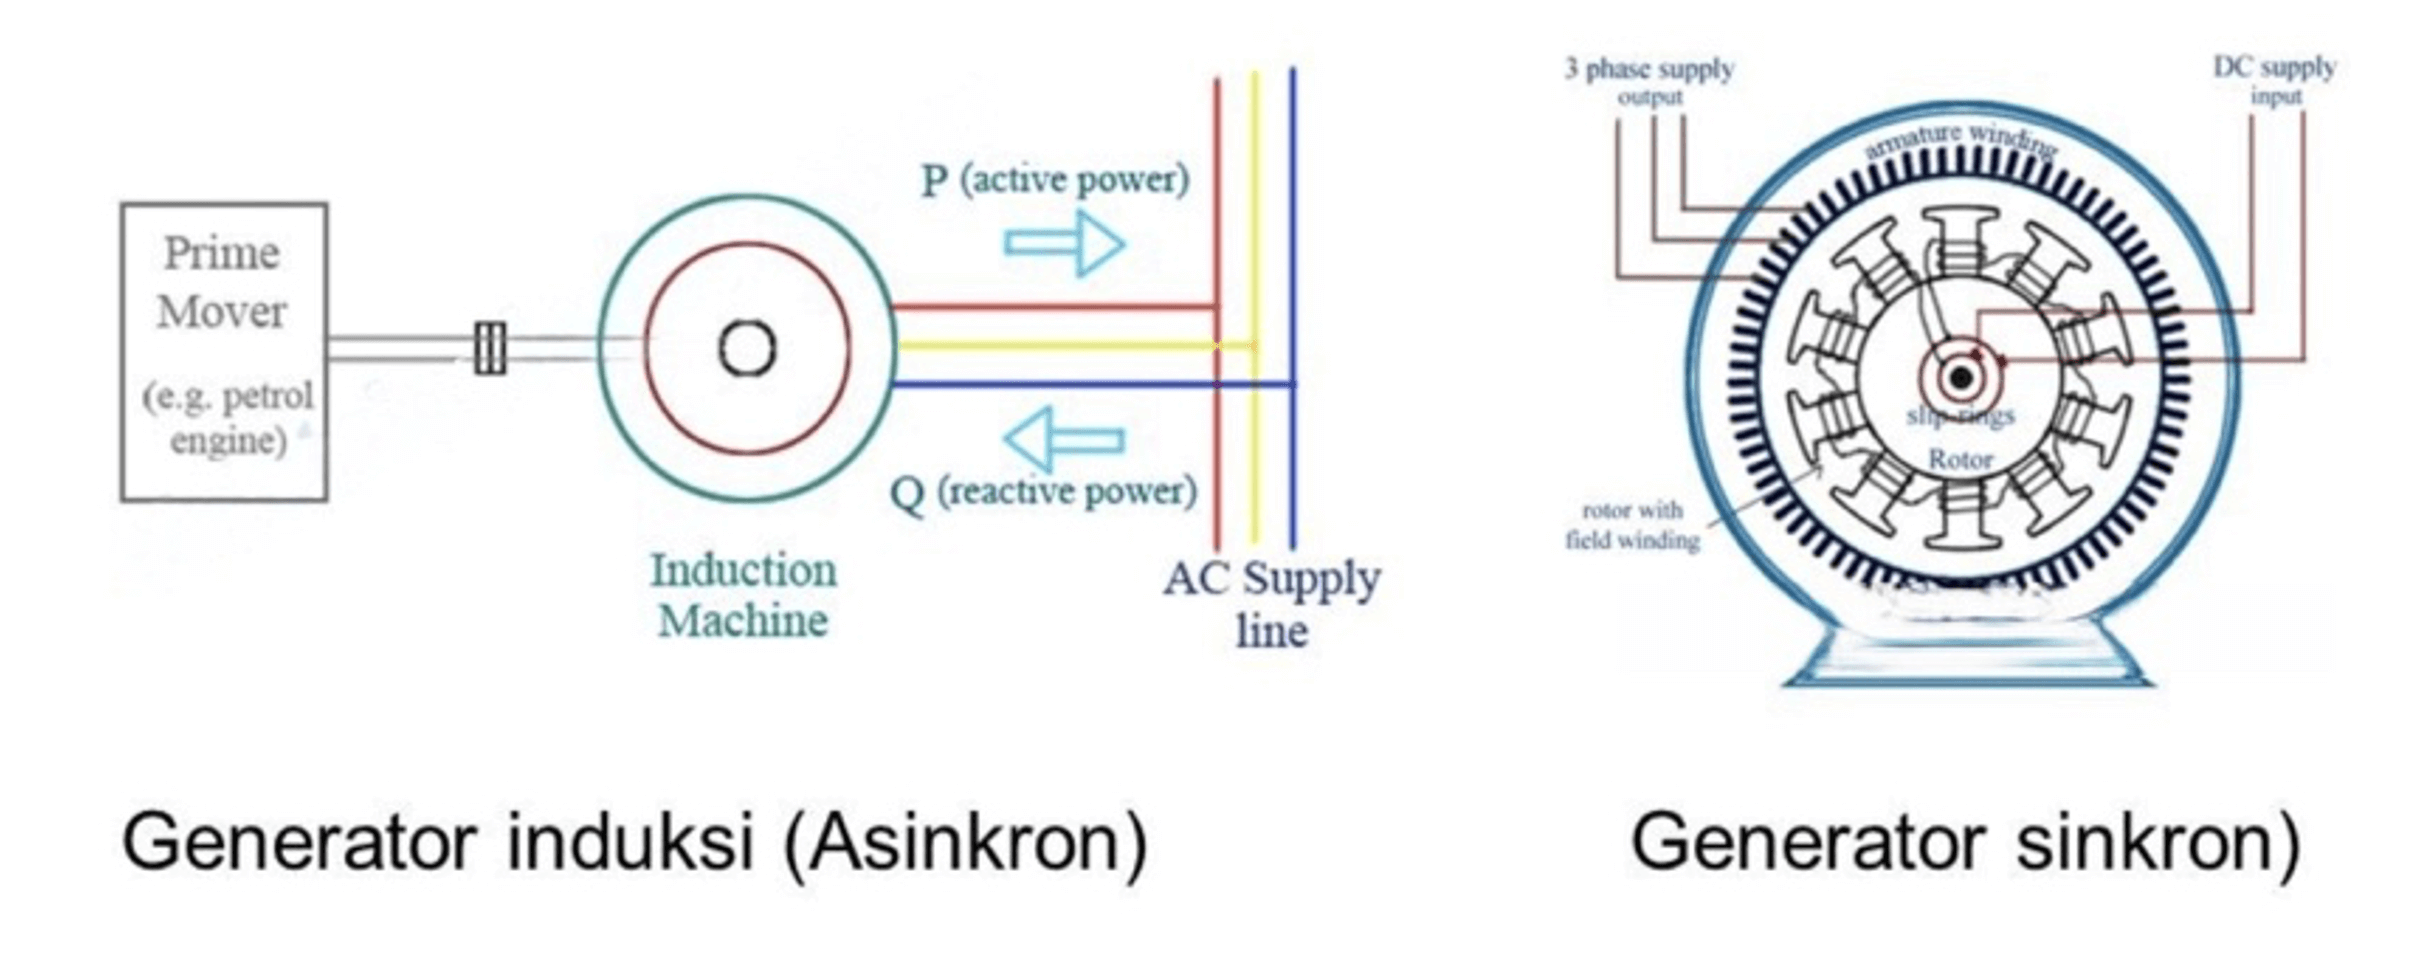 Prime
Mover
(e.g. petrol
engine)
P (active power)
Q (reactive power)
Induction
Machine
AC Supply
line
Generator induksi (Asinkron)
3 phase supply
output
DC supply
input
armature winding
slip rings
Rotor
rotor with
field winding
Generator sinkron)